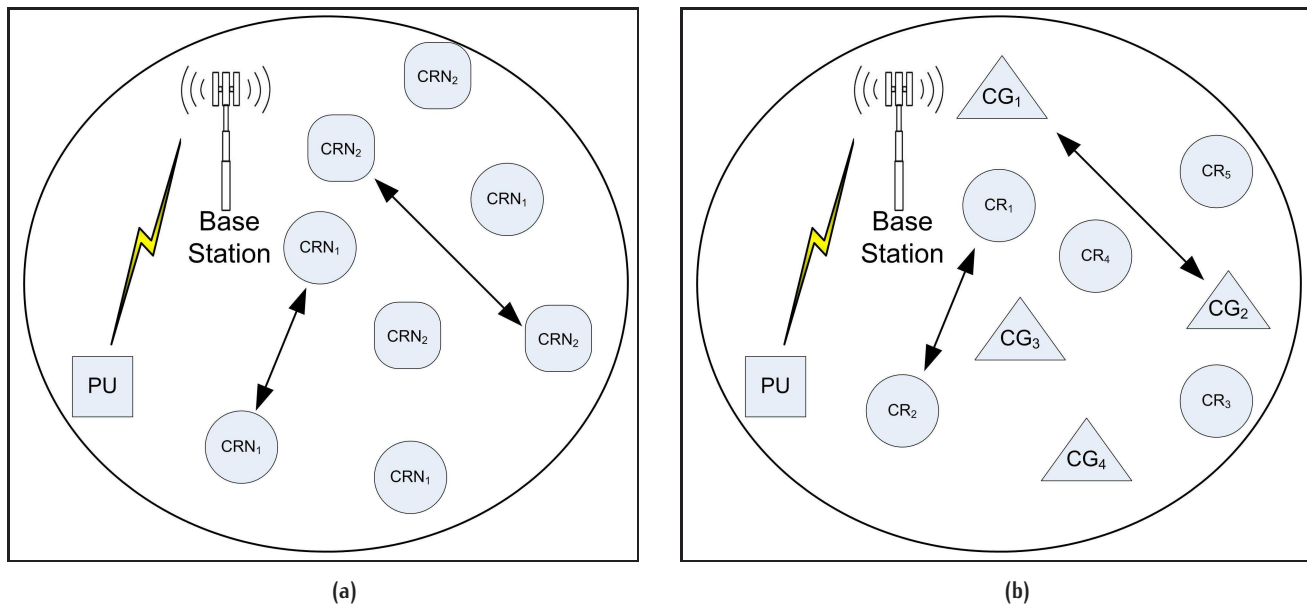 CRN₂
CRN₂
CRN₁
Base
Station
CRN₁
CRN₂
CRN₂
PU
CRN₁
CRN₁
(a)
CG₁
CR₅
CR₁
Base
Station
CR₄
CG₂
CG₃
PU
CR₃
CR₂
CG₄
(b)